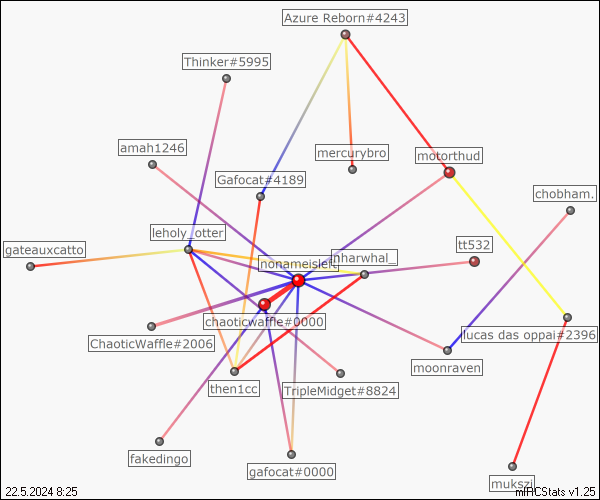 Azure Reborn#4243
Thinker#5995
amah1246
mercurybro
motorthud
Gafocat#4189
chobham.
leholy_otter
gateauxcatto
tt532
nharwhal_
chaoticwaffle#0000
ChaoticWaffle#2006
lucas das oppai#2396
moonraven
then1cc
TripleMidget#8824
fakedingo
gafocat#0000
mukszi
22.5.2024 8:25
mIRCStats v1.25